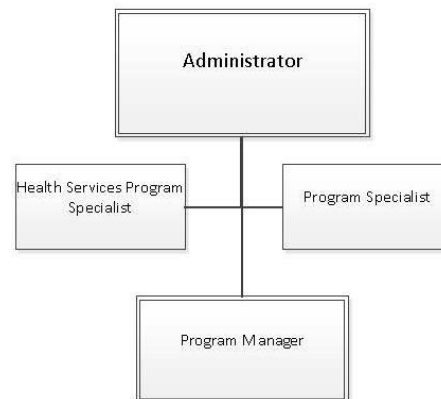 Administrator
Health Services Program
Specialist
Program Specialist
Program Manager